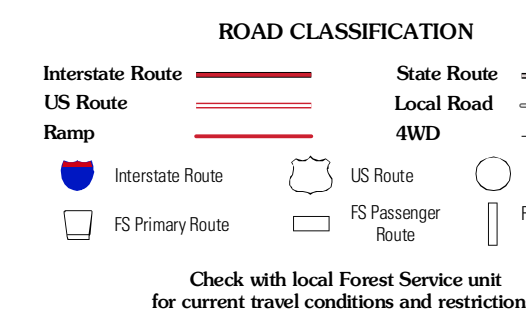 ROAD CLASSIFICATION
Interstate Route
State Route
US Route
Local Road
Ramp
4WD
Interstate Route
US Route
FS Primary Route
FS Passenger
Route
F
Check with local Forest Service unit
for current travel conditions and restriction